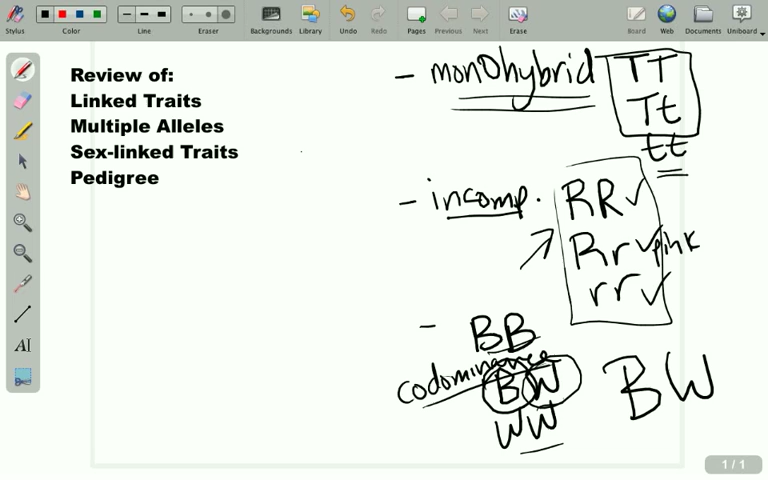 Stylus Color Line Eraser Backgrounds Library Undo Redo Pages Previous Next Erase Board Web Documents Uniboard
Review of:
Linked Traits
Multiple Alleles
Sex-linked Traits
Pedigree
AI
- monohybrid TT
Tt
tt
- incomp. RR✓
Rr✓pink
rr✓
- BB
codominance
BW BW
WW
1 / 1